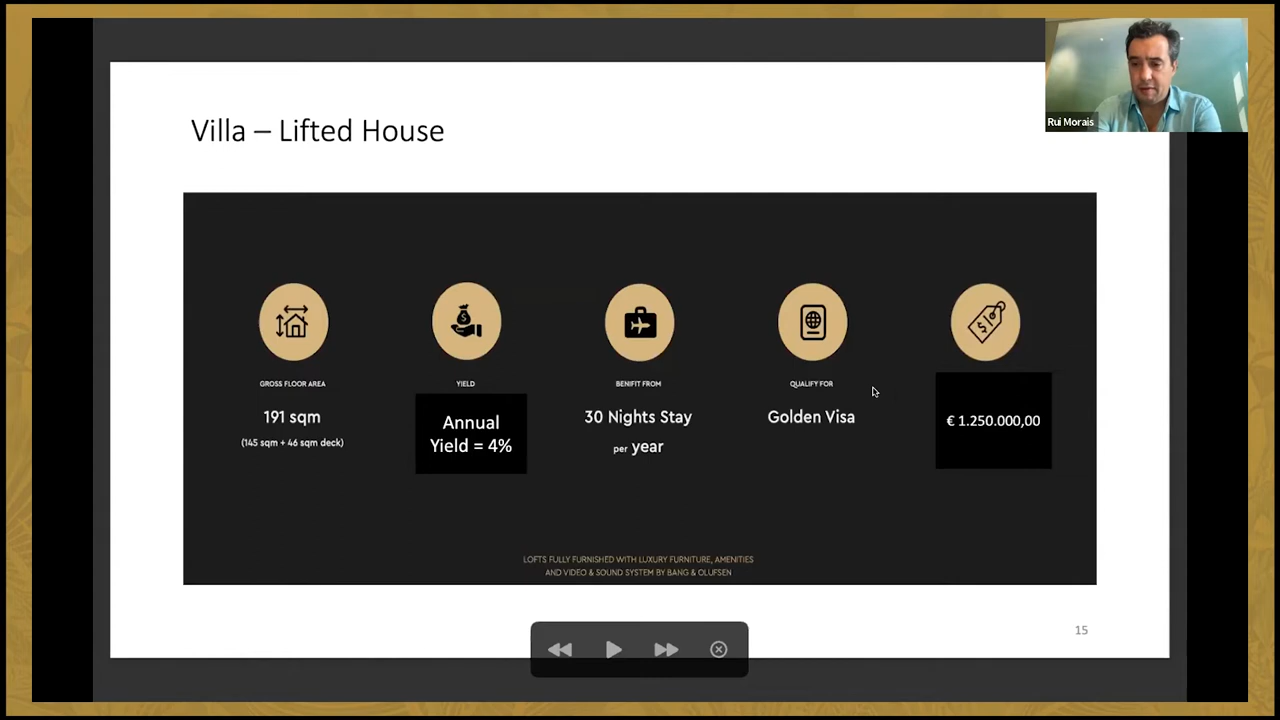 Rui Morais
Villa – Lifted House
GROSS FLOOR AREA
191 sqm
(145 sqm + 46 sqm deck)
YIELD
Annual
Yield = 4%
BENIFIT FROM
30 Nights Stay
per year
QUALIFY FOR
Golden Visa
€ 1.250.000,00
LOFTS FULLY FURNISHED WITH LUXURY FURNITURE, AMENITIES
AND VIDEO & SOUND SYSTEM BY BANG & OLUFSEN
15